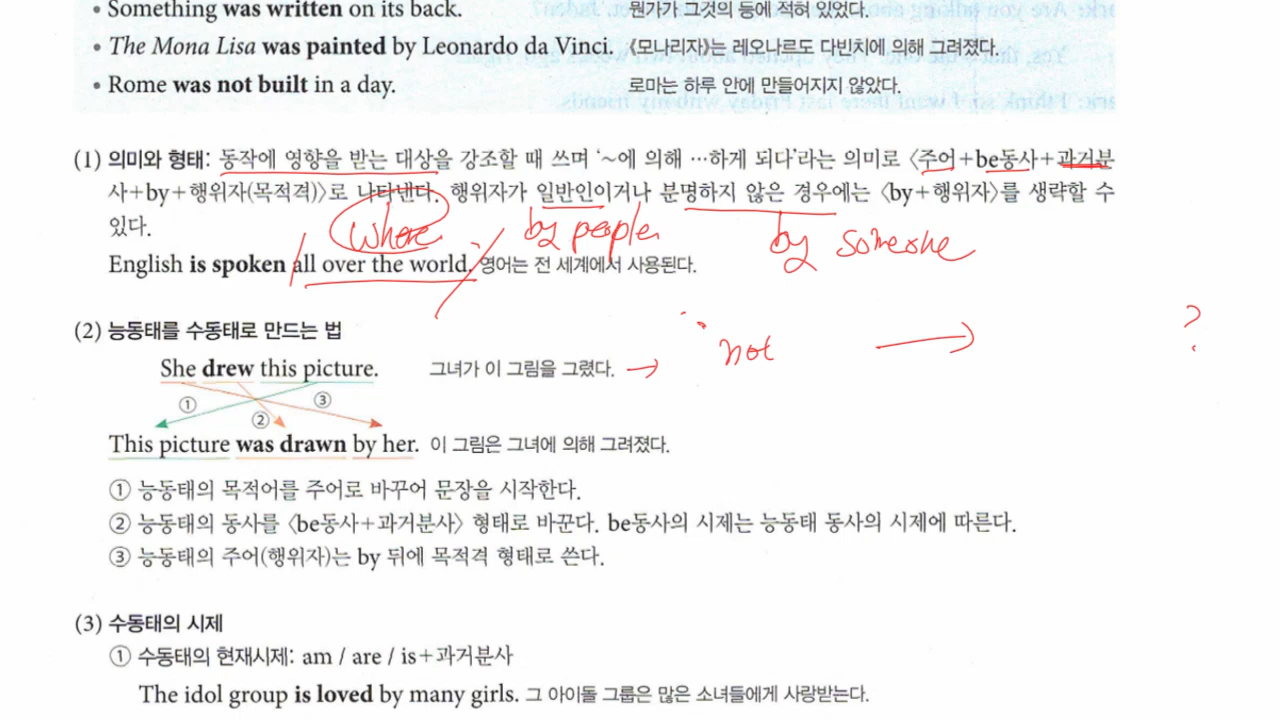 • Something was written on its back. 뭔가가 그것의 등에 적혀 있었다.
• The Mona Lisa was painted by Leonardo da Vinci. 《모나리자》는 레오나르도 다빈치에 의해 그려졌다.
• Rome was not built in a day. 로마는 하루 안에 만들어지지 않았다.
(1) 의미와 형태: 동작에 영향을 받는 대상을 강조할 때 쓰며 ‘~에 의해 …하게 되다’라는 의미로 〈주어+be동사+과거분
사+by+행위자(목적격)〉로 나타낸다. 행위자가 일반인이거나 분명하지 않은 경우에는 〈by+행위자〉를 생략할 수
있다.
where by people by someone
English is spoken all over the world. 영어는 전 세계에서 사용된다.
(2) 능동태를 수동태로 만드는 법
not → ?
She drew this picture. 그녀가 이 그림을 그렸다. →
① ② ③
This picture was drawn by her. 이 그림은 그녀에 의해 그려졌다.
① 능동태의 목적어를 주어로 바꾸어 문장을 시작한다.
② 능동태의 동사를 〈be동사+과거분사〉 형태로 바꾼다. be동사의 시제는 능동태 동사의 시제에 따른다.
③ 능동태의 주어(행위자)는 by 뒤에 목적격 형태로 쓴다.
(3) 수동태의 시제
① 수동태의 현재시제: am / are / is+과거분사
The idol group is loved by many girls. 그 아이돌 그룹은 많은 소녀들에게 사랑받는다.